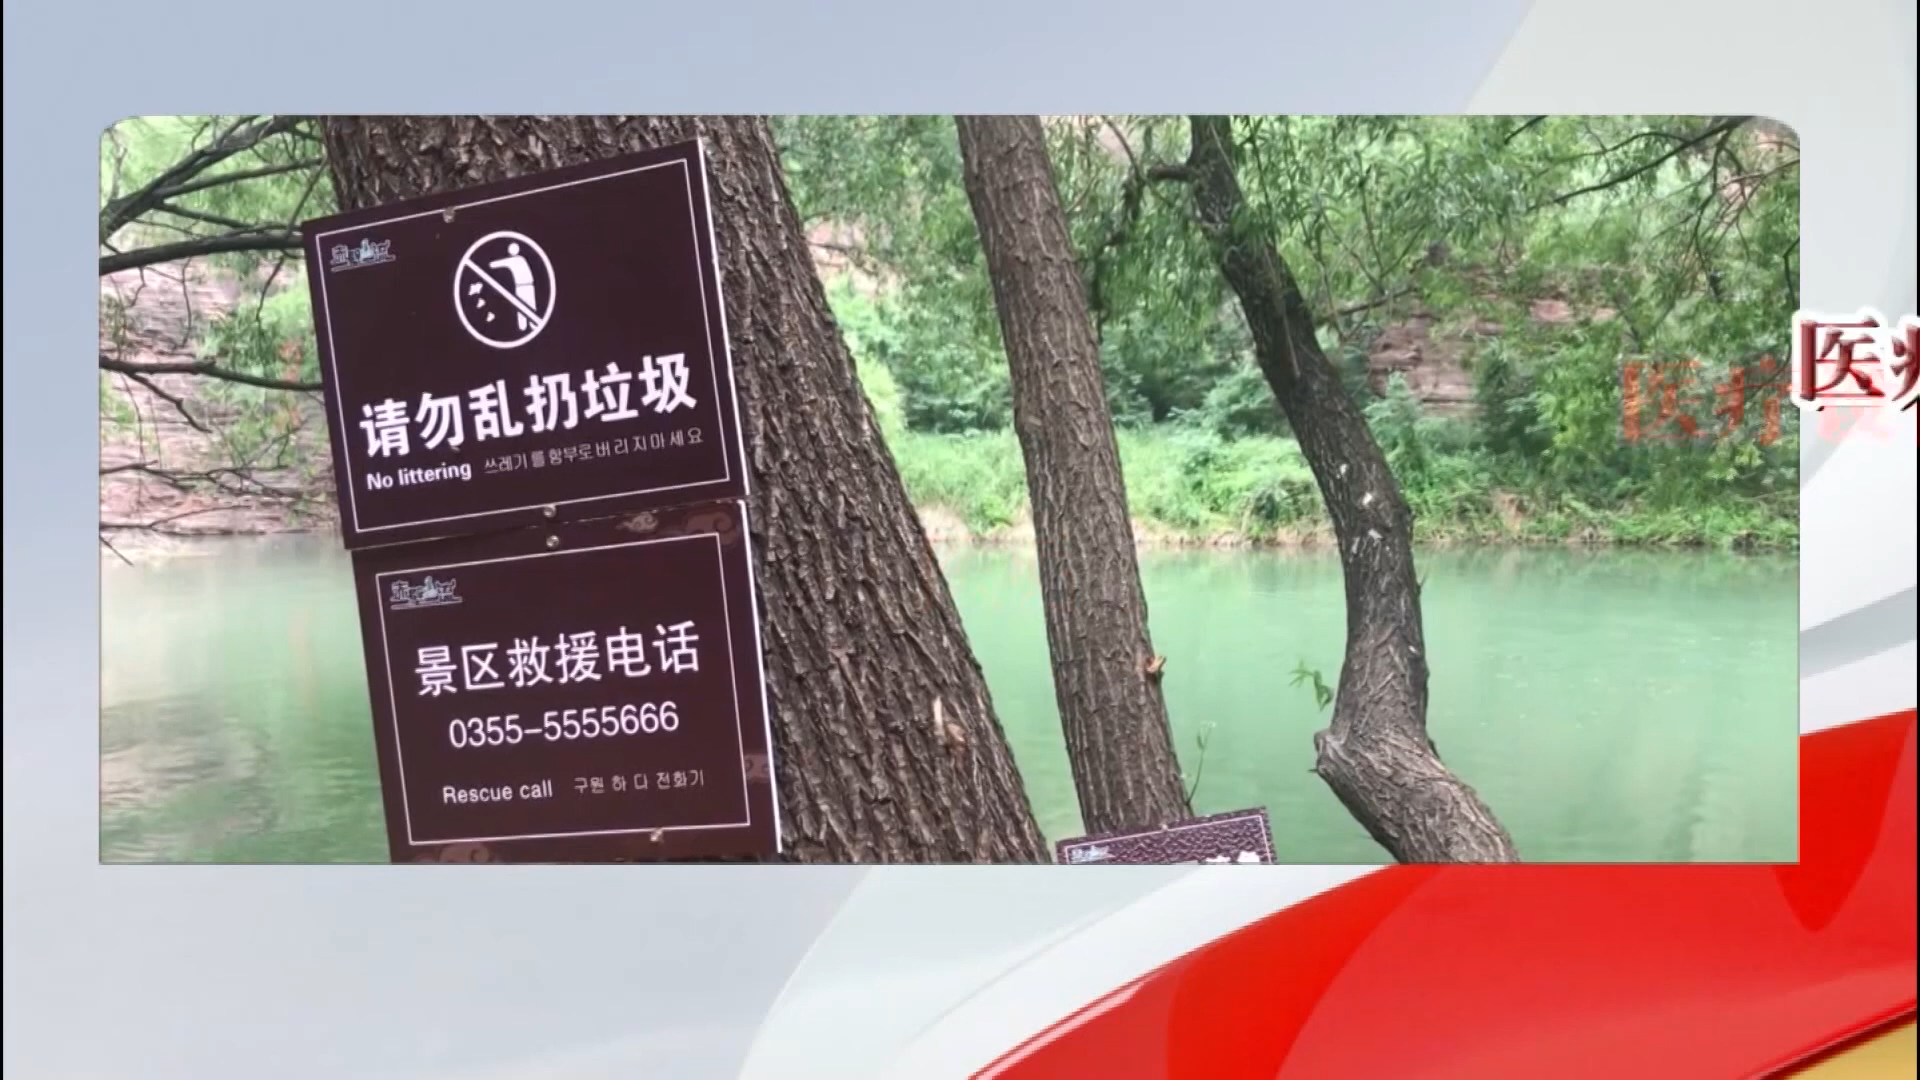 请勿乱扔垃圾
No littering 쓰레기를함부로버리지마세요
景区救援电话
0355-5555666
Rescue call 구원하다전화기
医疗